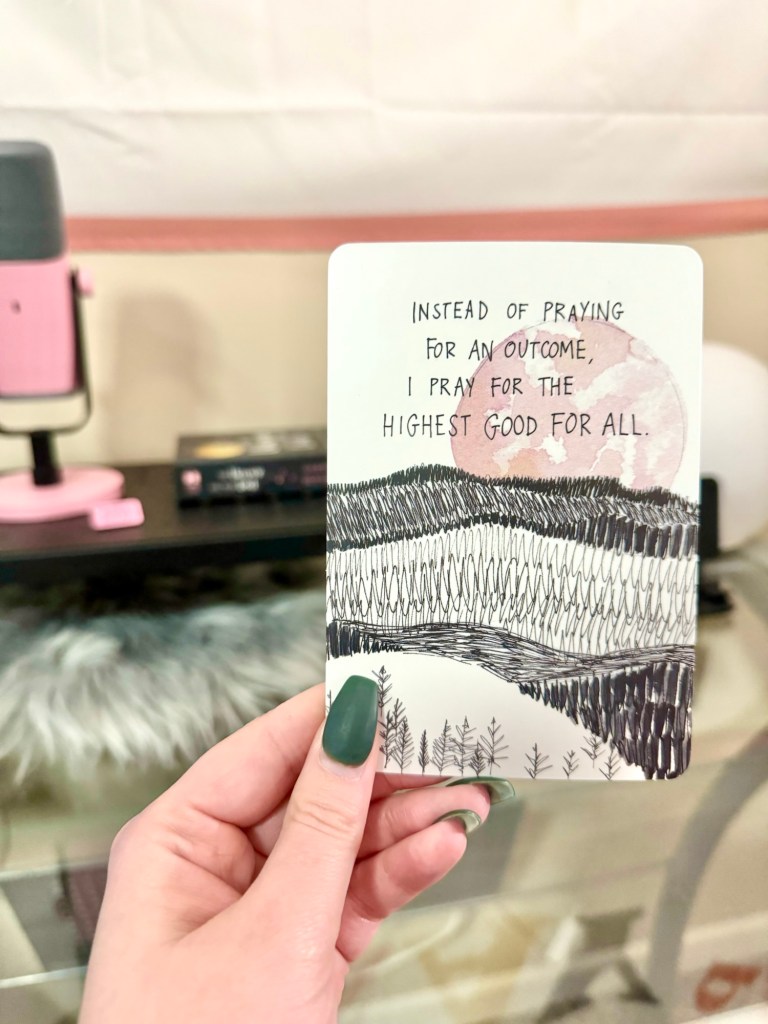 INSTEAD OF PRAYING
FOR AN OUTCOME,
I PRAY FOR THE
HIGHEST GOOD FOR ALL.